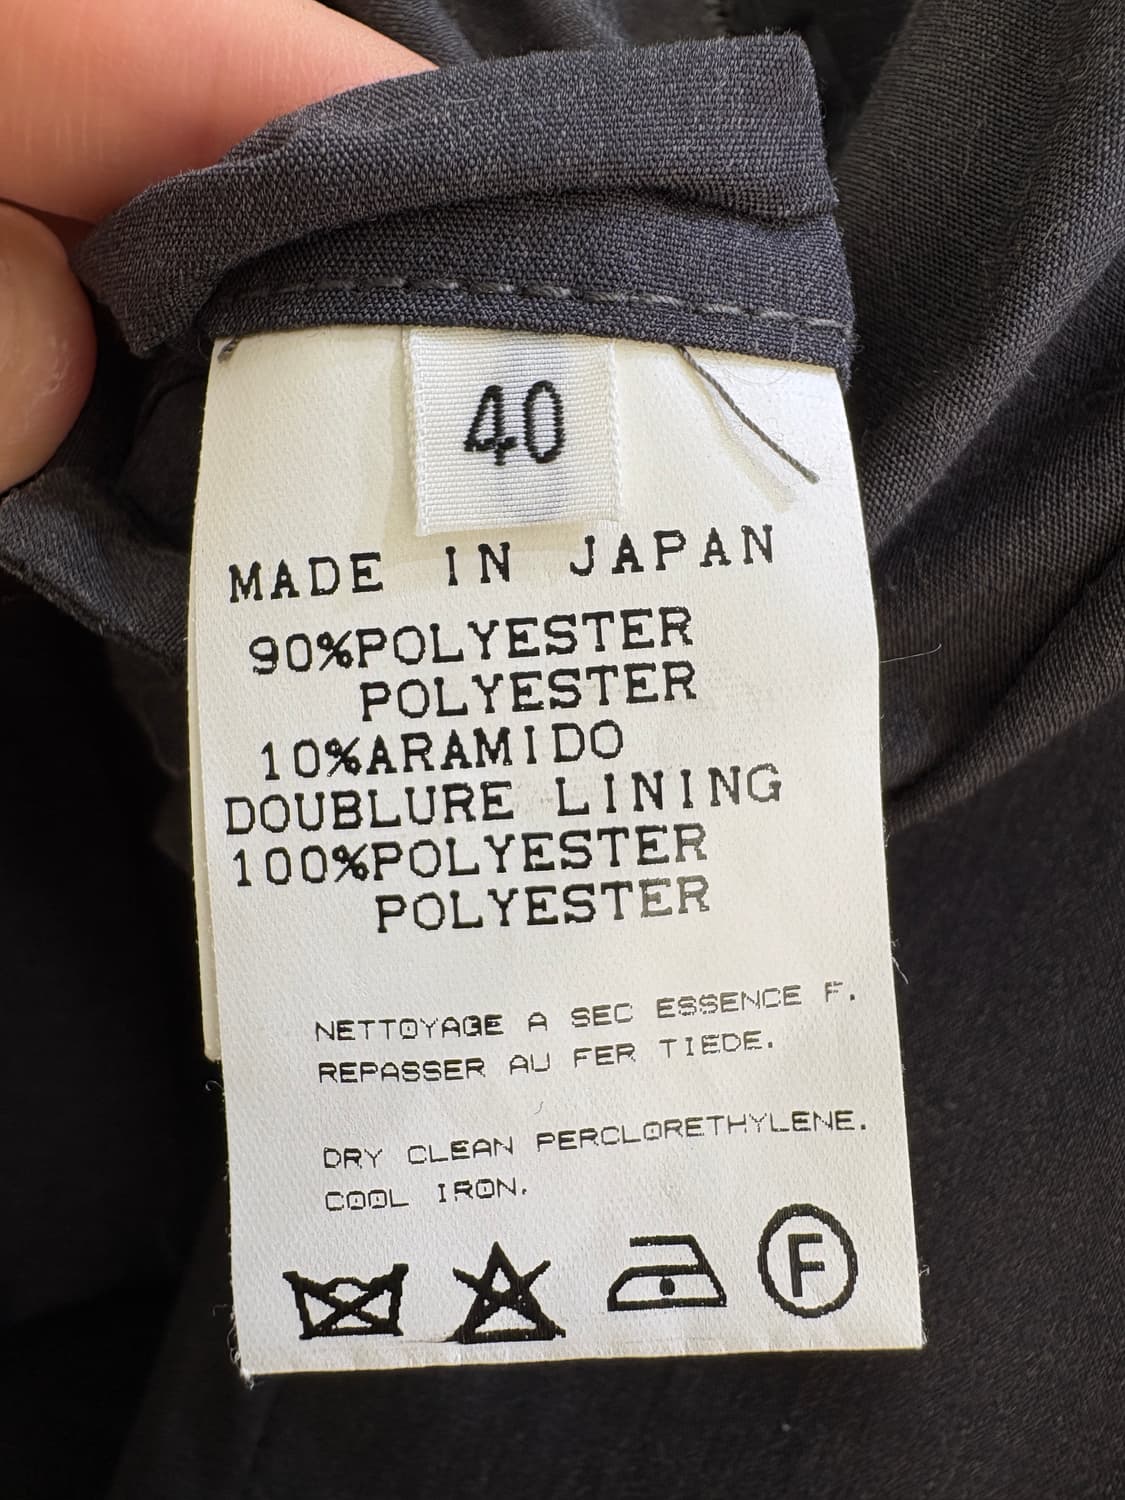 40
MADE IN JAPAN
90%POLYESTER
POLYESTER
10%ARAMIDO
DOUBLURE LINING
100%POLYESTER
POLYESTER
NETTOYAGE A SEC ESSENCE F.
REPASSER AU FER TIEDE.
DRY CLEAN PERCLORETHYLENE.
COOL IRON.
F